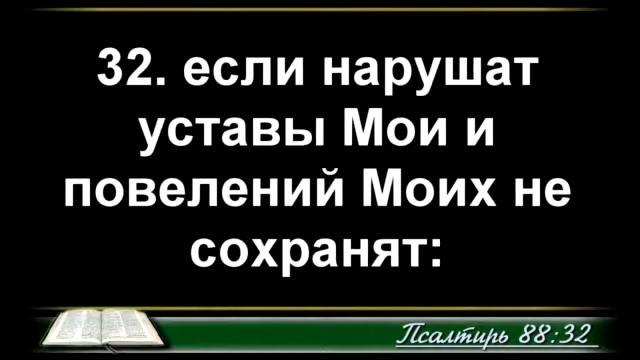 32. если нарушат
уставы Мои и
повелений Моих не
сохранят:
Псалтирь 88:32